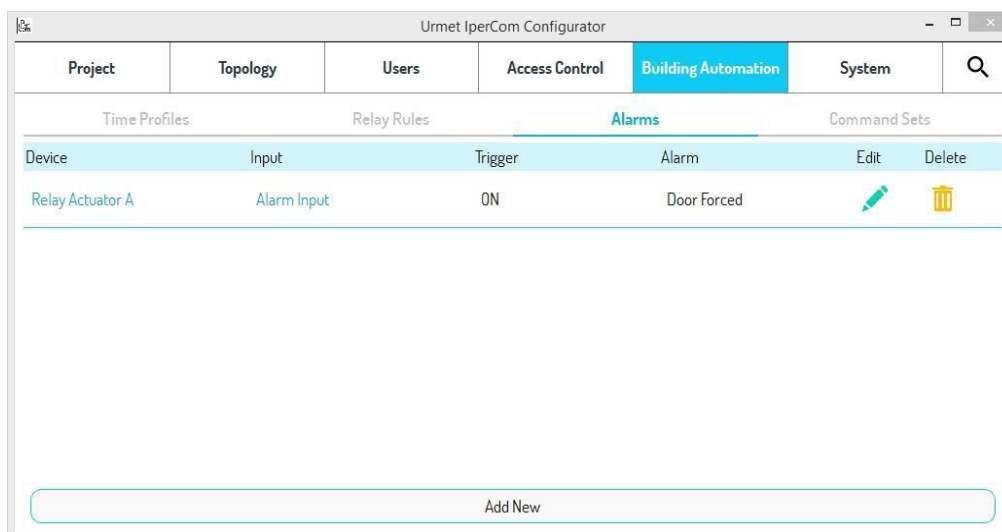 Urmet IperCom Configurator
Project Topology Users Access Control Building Automation System
Time Profiles Relay Rules Alarms Command Sets
Device Input Trigger Alarm Edit Delete
Relay Actuator A Alarm Input ON Door Forced
Add New